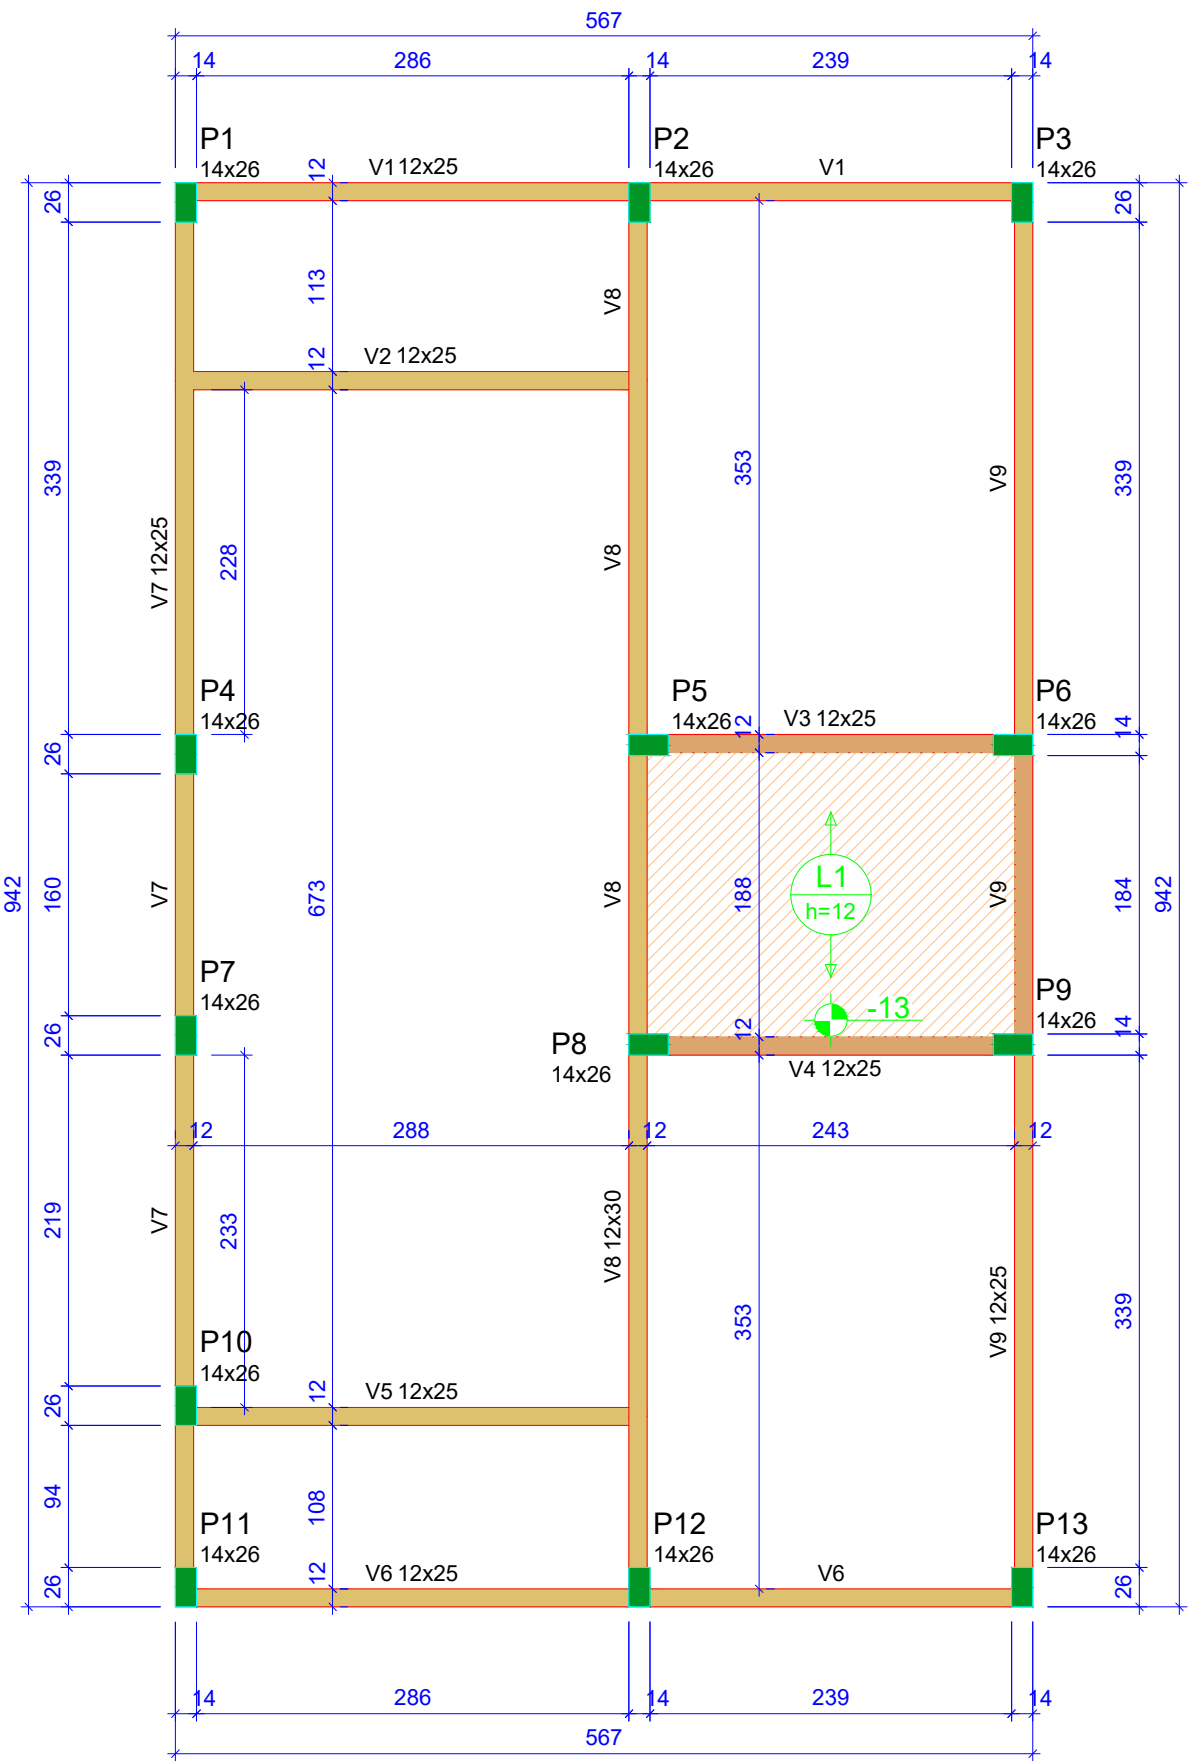 567
14 286 14 239 14
P1 P2 P3
14x26 12 V1 12x25 14x26 V1 14x26
26 26
113 V8
12 V2 12x25
339 353 V9 339
V7 12x25 228 V8
P4 P5 P6
14x26 14x26 12 V3 12x25 14x26 14
26
L1
h=12
942 160 V7 673 V8 188 V9 184 942
P7 P9
14x26 -13 14x26
26 P8 12 14
14x26 V4 12x25
12 288 12 243 12
219 V7 233 V8 12x30 353 V9 12x25 339
P10
14x26
26 12 V5 12x25
94 108
P11 P12 P13
14x26 14x26 14x26
26 12 V6 12x25 V6 26
14 286 14 239 14
567